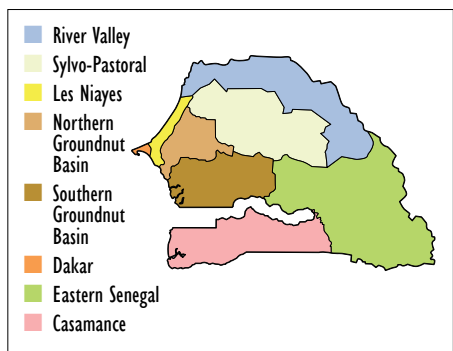 River Valley
Sylvo-Pastoral
Les Niayes
Northern
Groundnut
Basin
Southern
Groundnut
Basin
Dakar
Eastern Senegal
Casamance